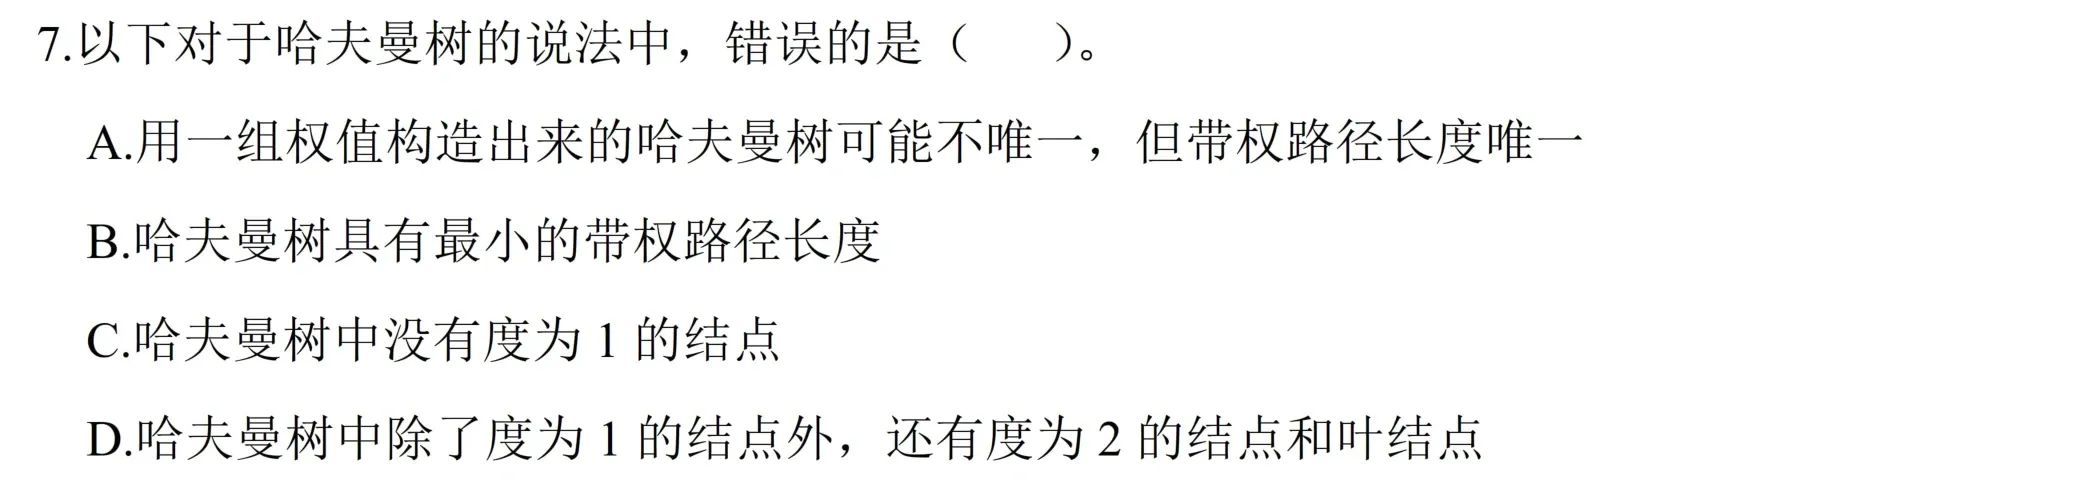 7.以下对于哈夫曼树的说法中，错误的是（ ）。
A.用一组权值构造出来的哈夫曼树可能不唯一，但带权路径长度唯一
B.哈夫曼树具有最小的带权路径长度
C.哈夫曼树中没有度为 1 的结点
D.哈夫曼树中除了度为 1 的结点外，还有度为 2 的结点和叶结点